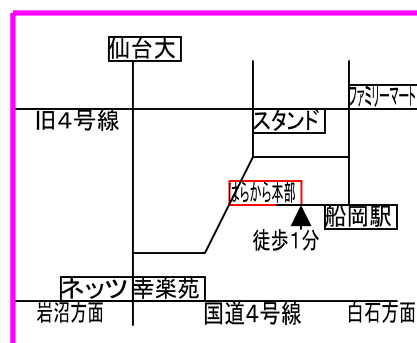 仙台大
ファミリーマート
旧4号線
スタンド
はらから本部
船岡駅
徒歩1分
ネッツ
幸楽苑
岩沼方面
国道4号線
白石方面